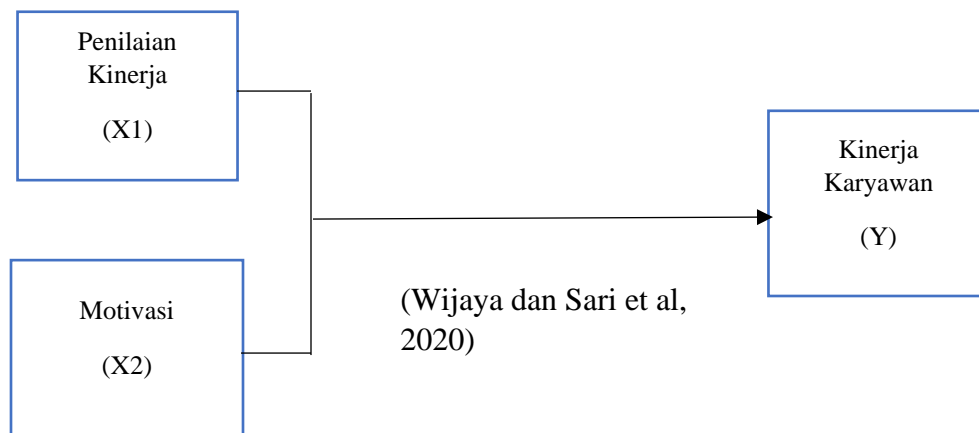 Penilaian
Kinerja
(X1)
Motivasi
(X2)
(Wijaya dan Sari et al,
2020)
Kinerja
Karyawan
(Y)